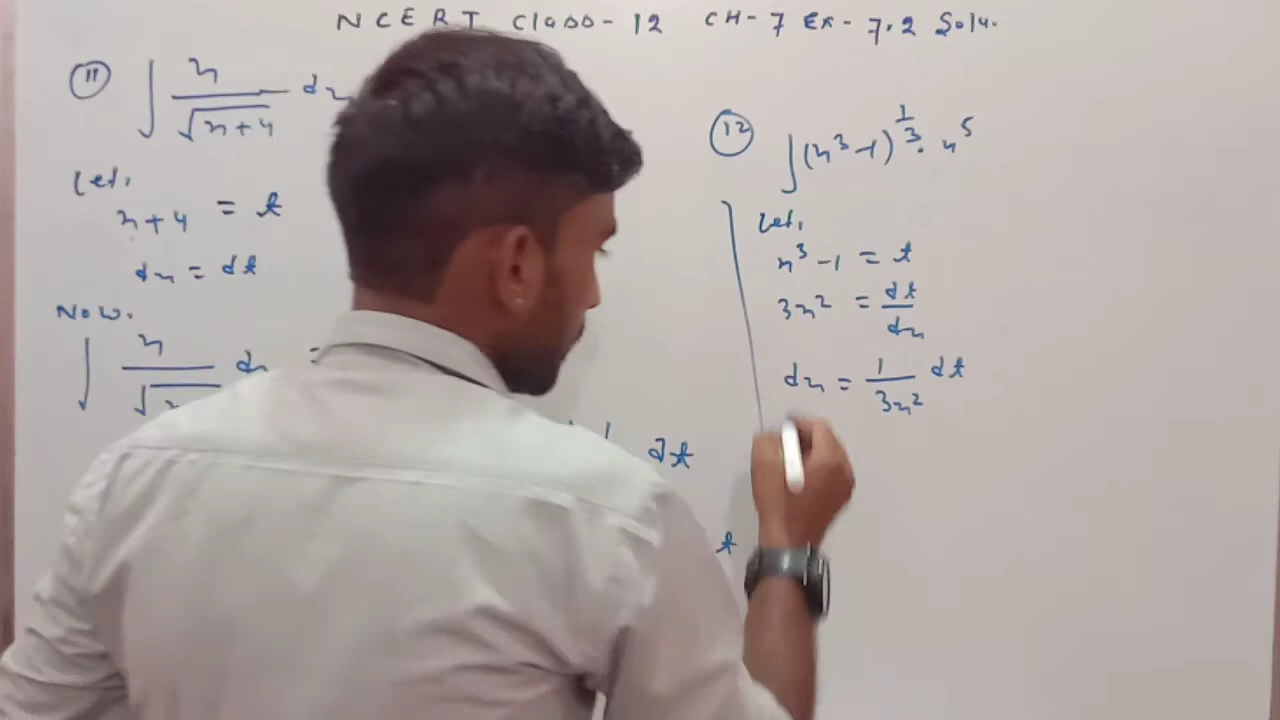 NCERT Class-12 CH-7 Ex-7.2 Soln.
11 ∫ x/√(x+4) dx
Let,
x+4 = t
dx = dt
Now.
∫ x/√ dx =
dt
t
12 ∫(x³-1)^(1/3) . x⁵
Let,
x³-1 = t
3x² = dt/dx
dx = 1/3x² dt